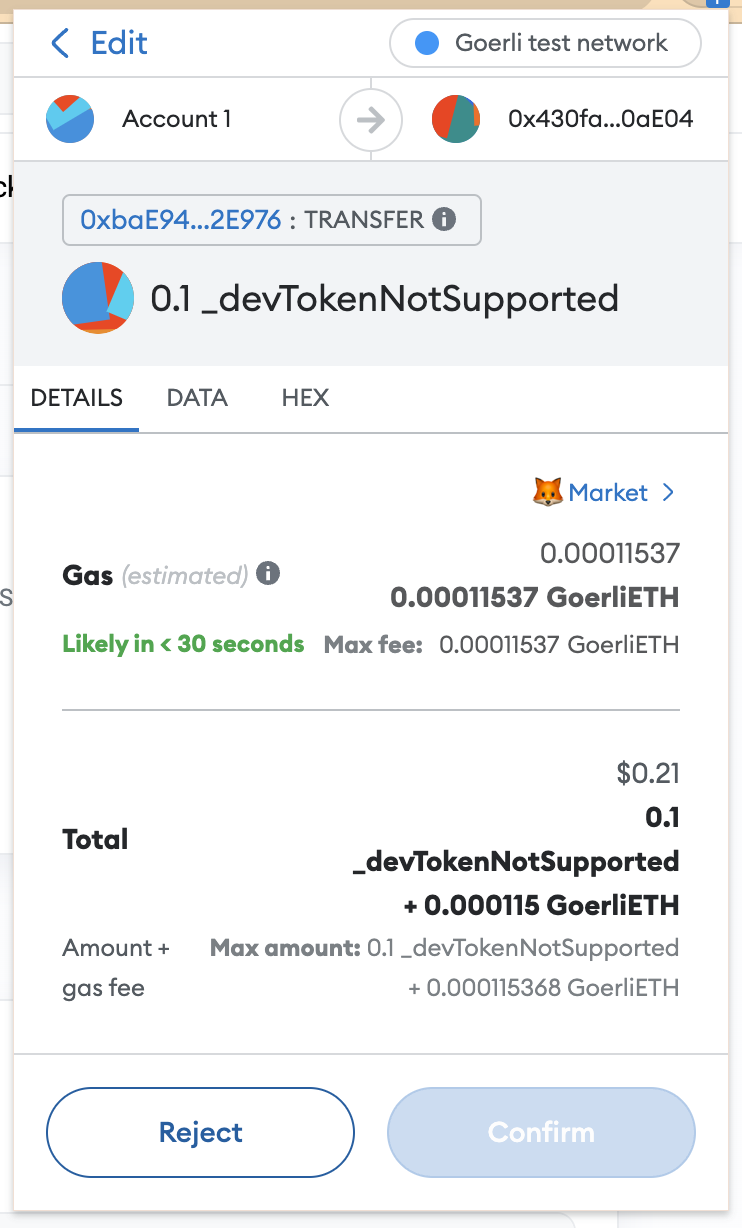 Edit
Goerli test network
Account 1
0x430fa...0aE04
0xbaE94...2E976 : TRANSFER
0.1 _devTokenNotSupported
DETAILS DATA HEX
Market
0.00011537
Gas (estimated)
0.00011537 GoerliETH
Likely in < 30 seconds Max fee: 0.00011537 GoerliETH
$0.21
0.1
Total
_devTokenNotSupported
+ 0.000115 GoerliETH
Amount + Max amount: 0.1 _devTokenNotSupported
gas fee + 0.000115368 GoerliETH
Reject Confirm